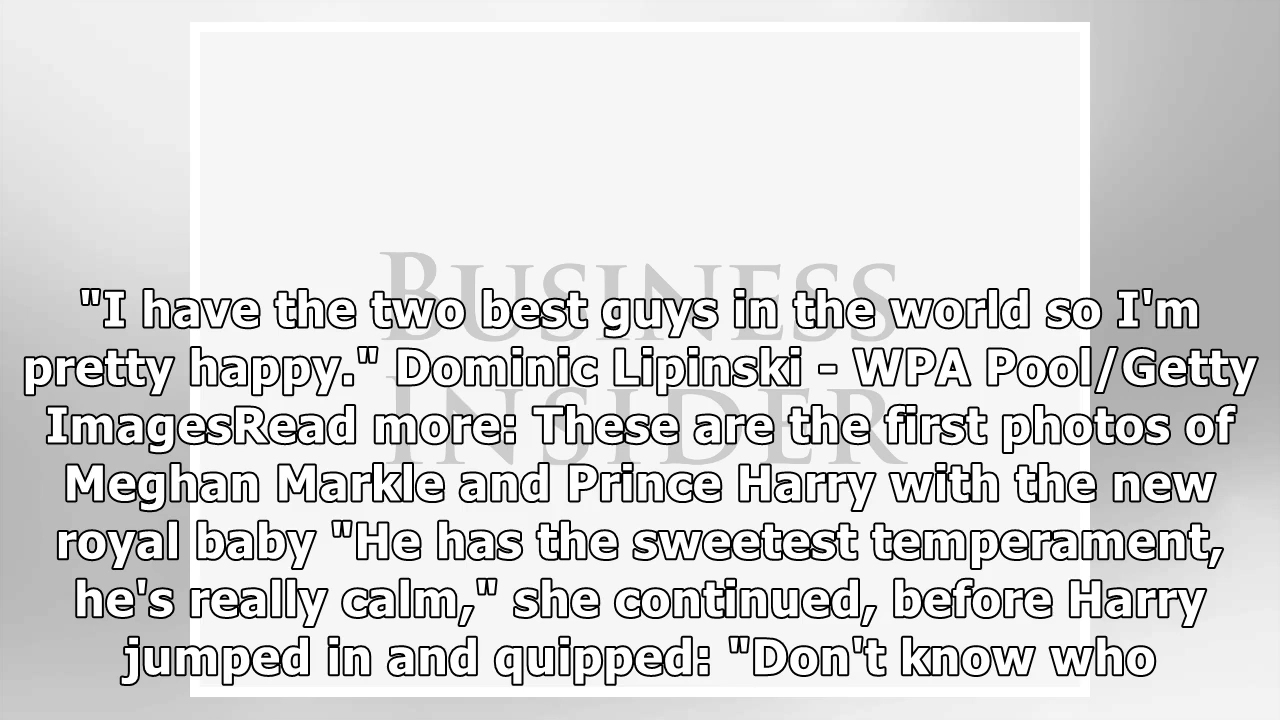 BUSINESS
INSIDER
"I have the two best guys in the world so I'm
pretty happy." Dominic Lipinski - WPA Pool/Getty
ImagesRead more: These are the first photos of
Meghan Markle and Prince Harry with the new
royal baby "He has the sweetest temperament,
he's really calm," she continued, before Harry
jumped in and quipped: "Don't know who